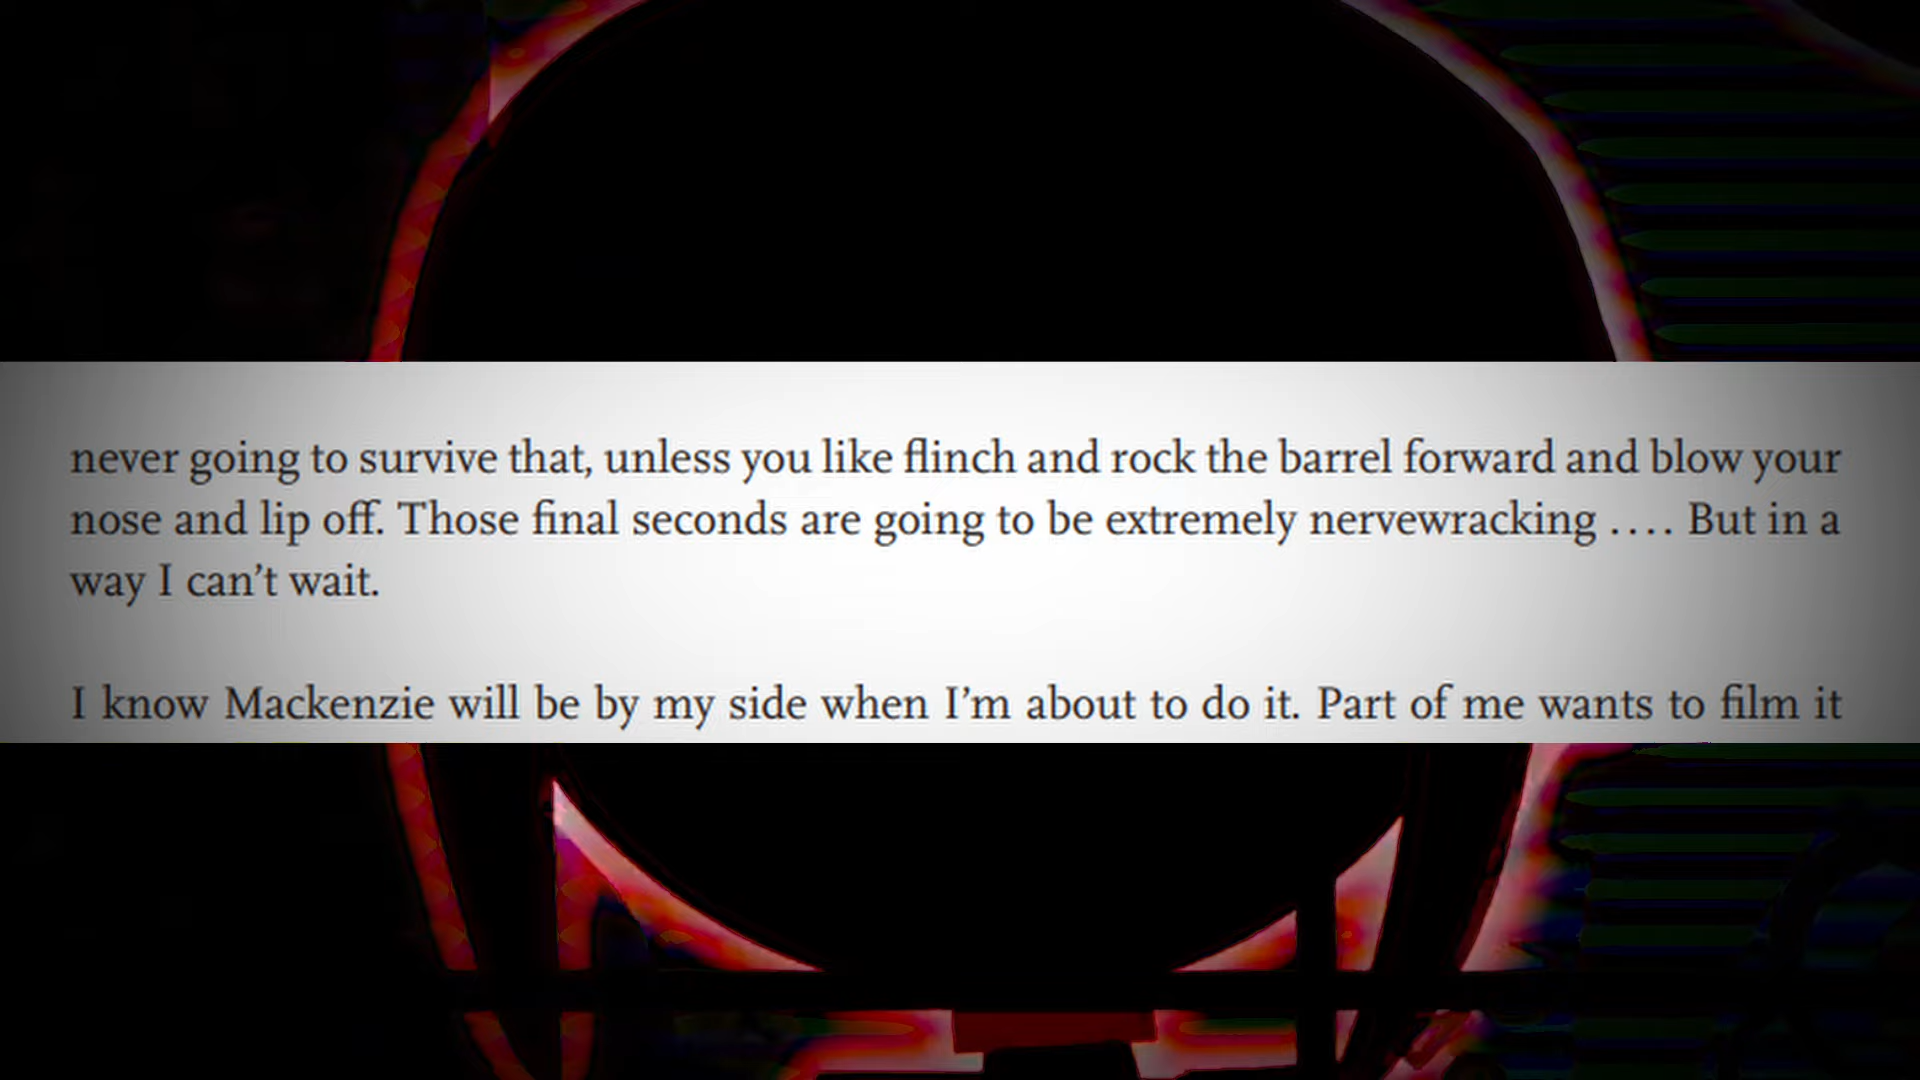 never going to survive that, unless you like flinch and rock the barrel forward and blow your
nose and lip off. Those final seconds are going to be extremely nervewracking .... But in a
way I can’t wait.
I know Mackenzie will be by my side when I’m about to do it. Part of me wants to film it